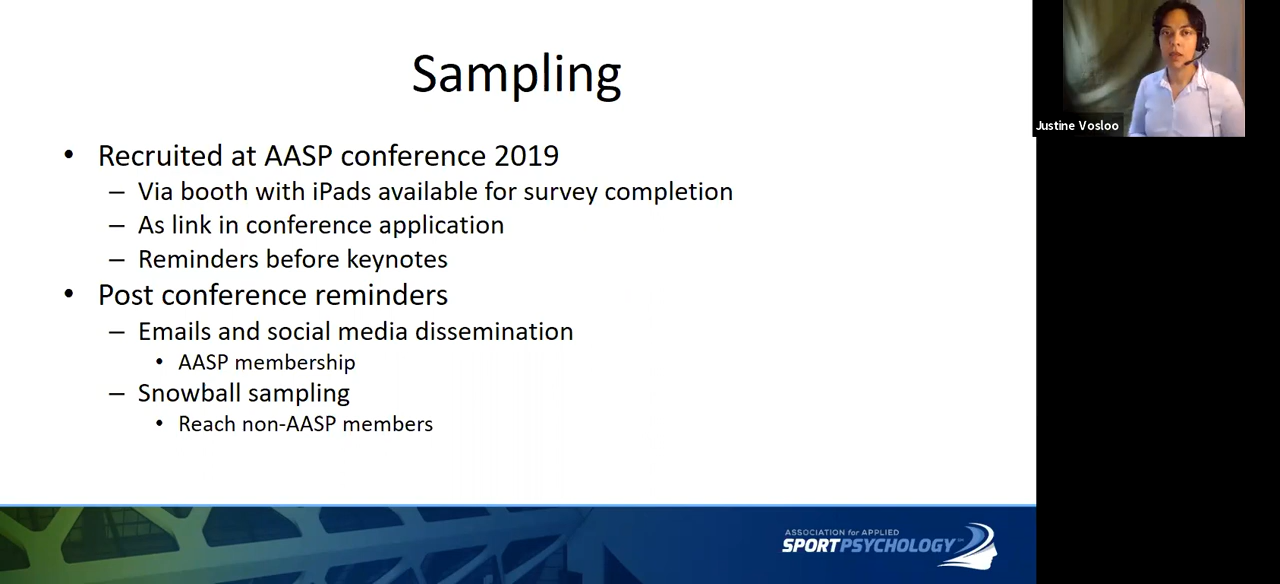 Sampling
• Recruited at AASP conference 2019
– Via booth with iPads available for survey completion
– As link in conference application
– Reminders before keynotes
• Post conference reminders
– Emails and social media dissemination
• AASP membership
– Snowball sampling
• Reach non-AASP members
Justine Vosloo
ASSOCIATION for APPLIED
SPORTPSYCHOLOGY